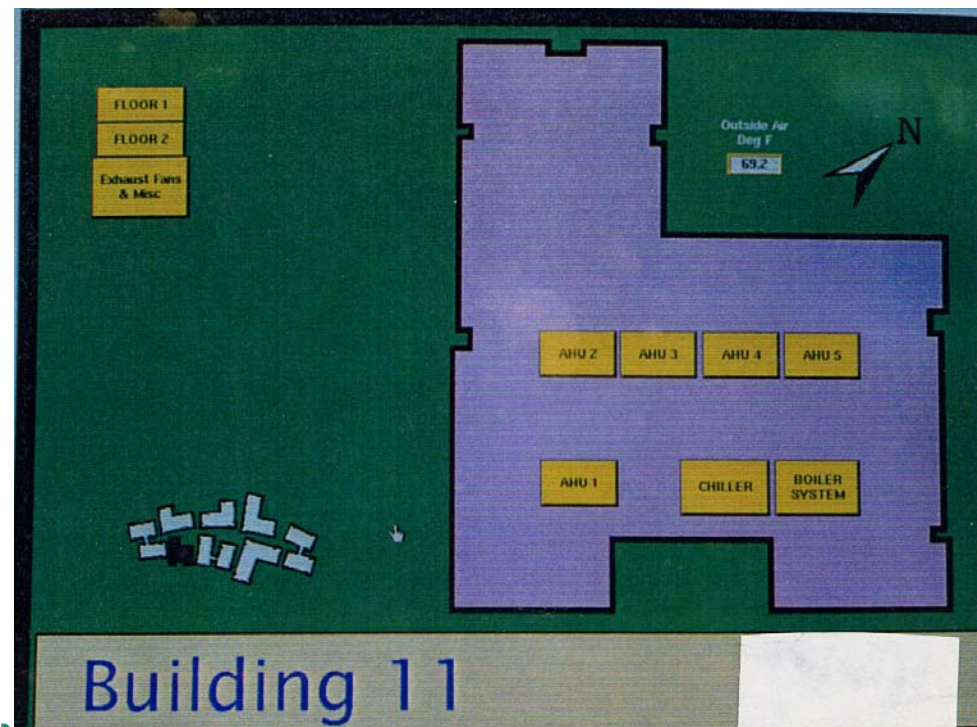 FLOOR 1
FLOOR 2
Exhaust Fans
& Misc
Outside Air
Deg F
69.2
N
AHU 2
AHU 3
AHU 4
AHU 5
AHU 1
CHILLER
BOILER
SYSTEM
Building 11